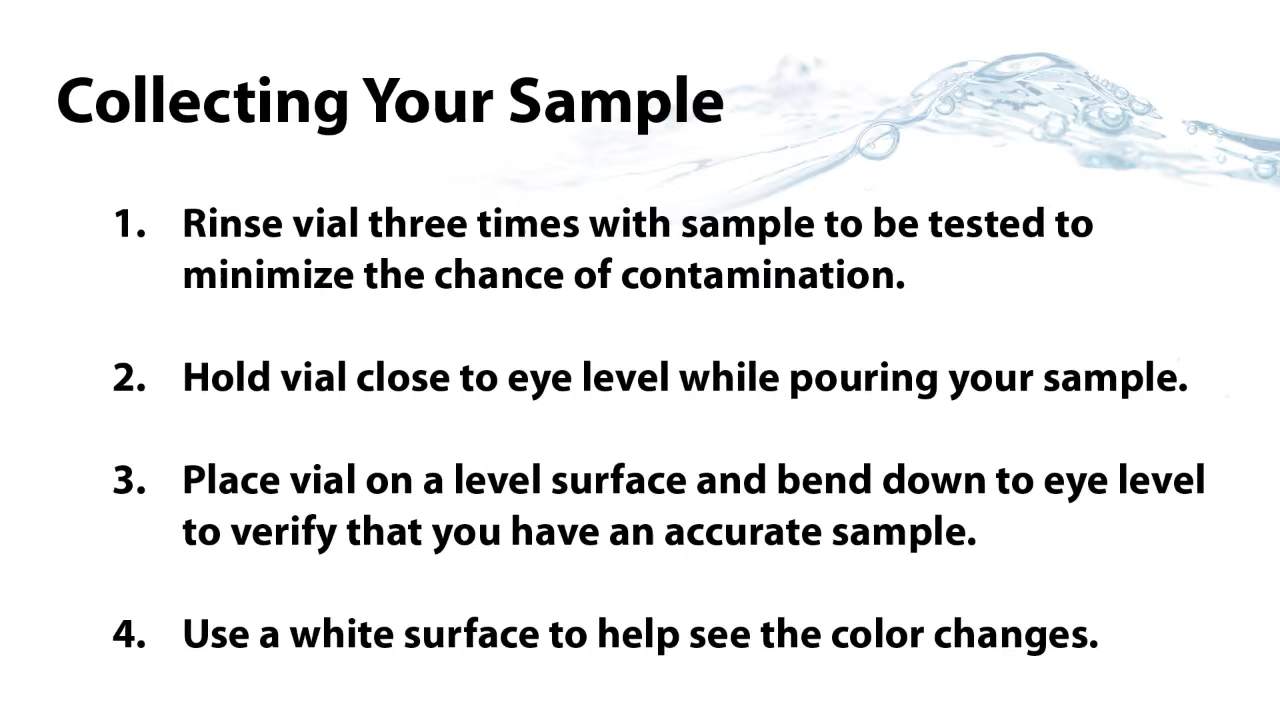 Collecting Your Sample
1. Rinse vial three times with sample to be tested to
minimize the chance of contamination.
2. Hold vial close to eye level while pouring your sample.
3. Place vial on a level surface and bend down to eye level
to verify that you have an accurate sample.
4. Use a white surface to help see the color changes.